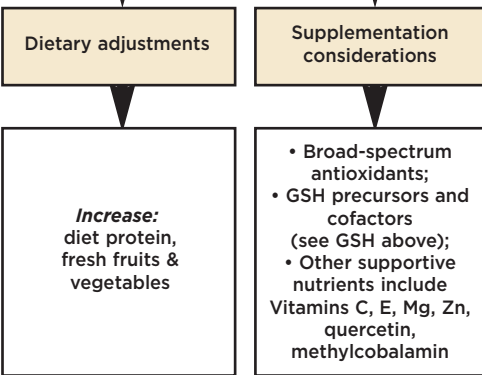 Dietary adjustments
Supplementation
considerations
Increase:
diet protein,
fresh fruits &
vegetables
• Broad-spectrum
antioxidants;
• GSH precursors and
cofactors
(see GSH above);
• Other supportive
nutrients include
Vitamins C, E, Mg, Zn,
quercetin,
methylcobalamin